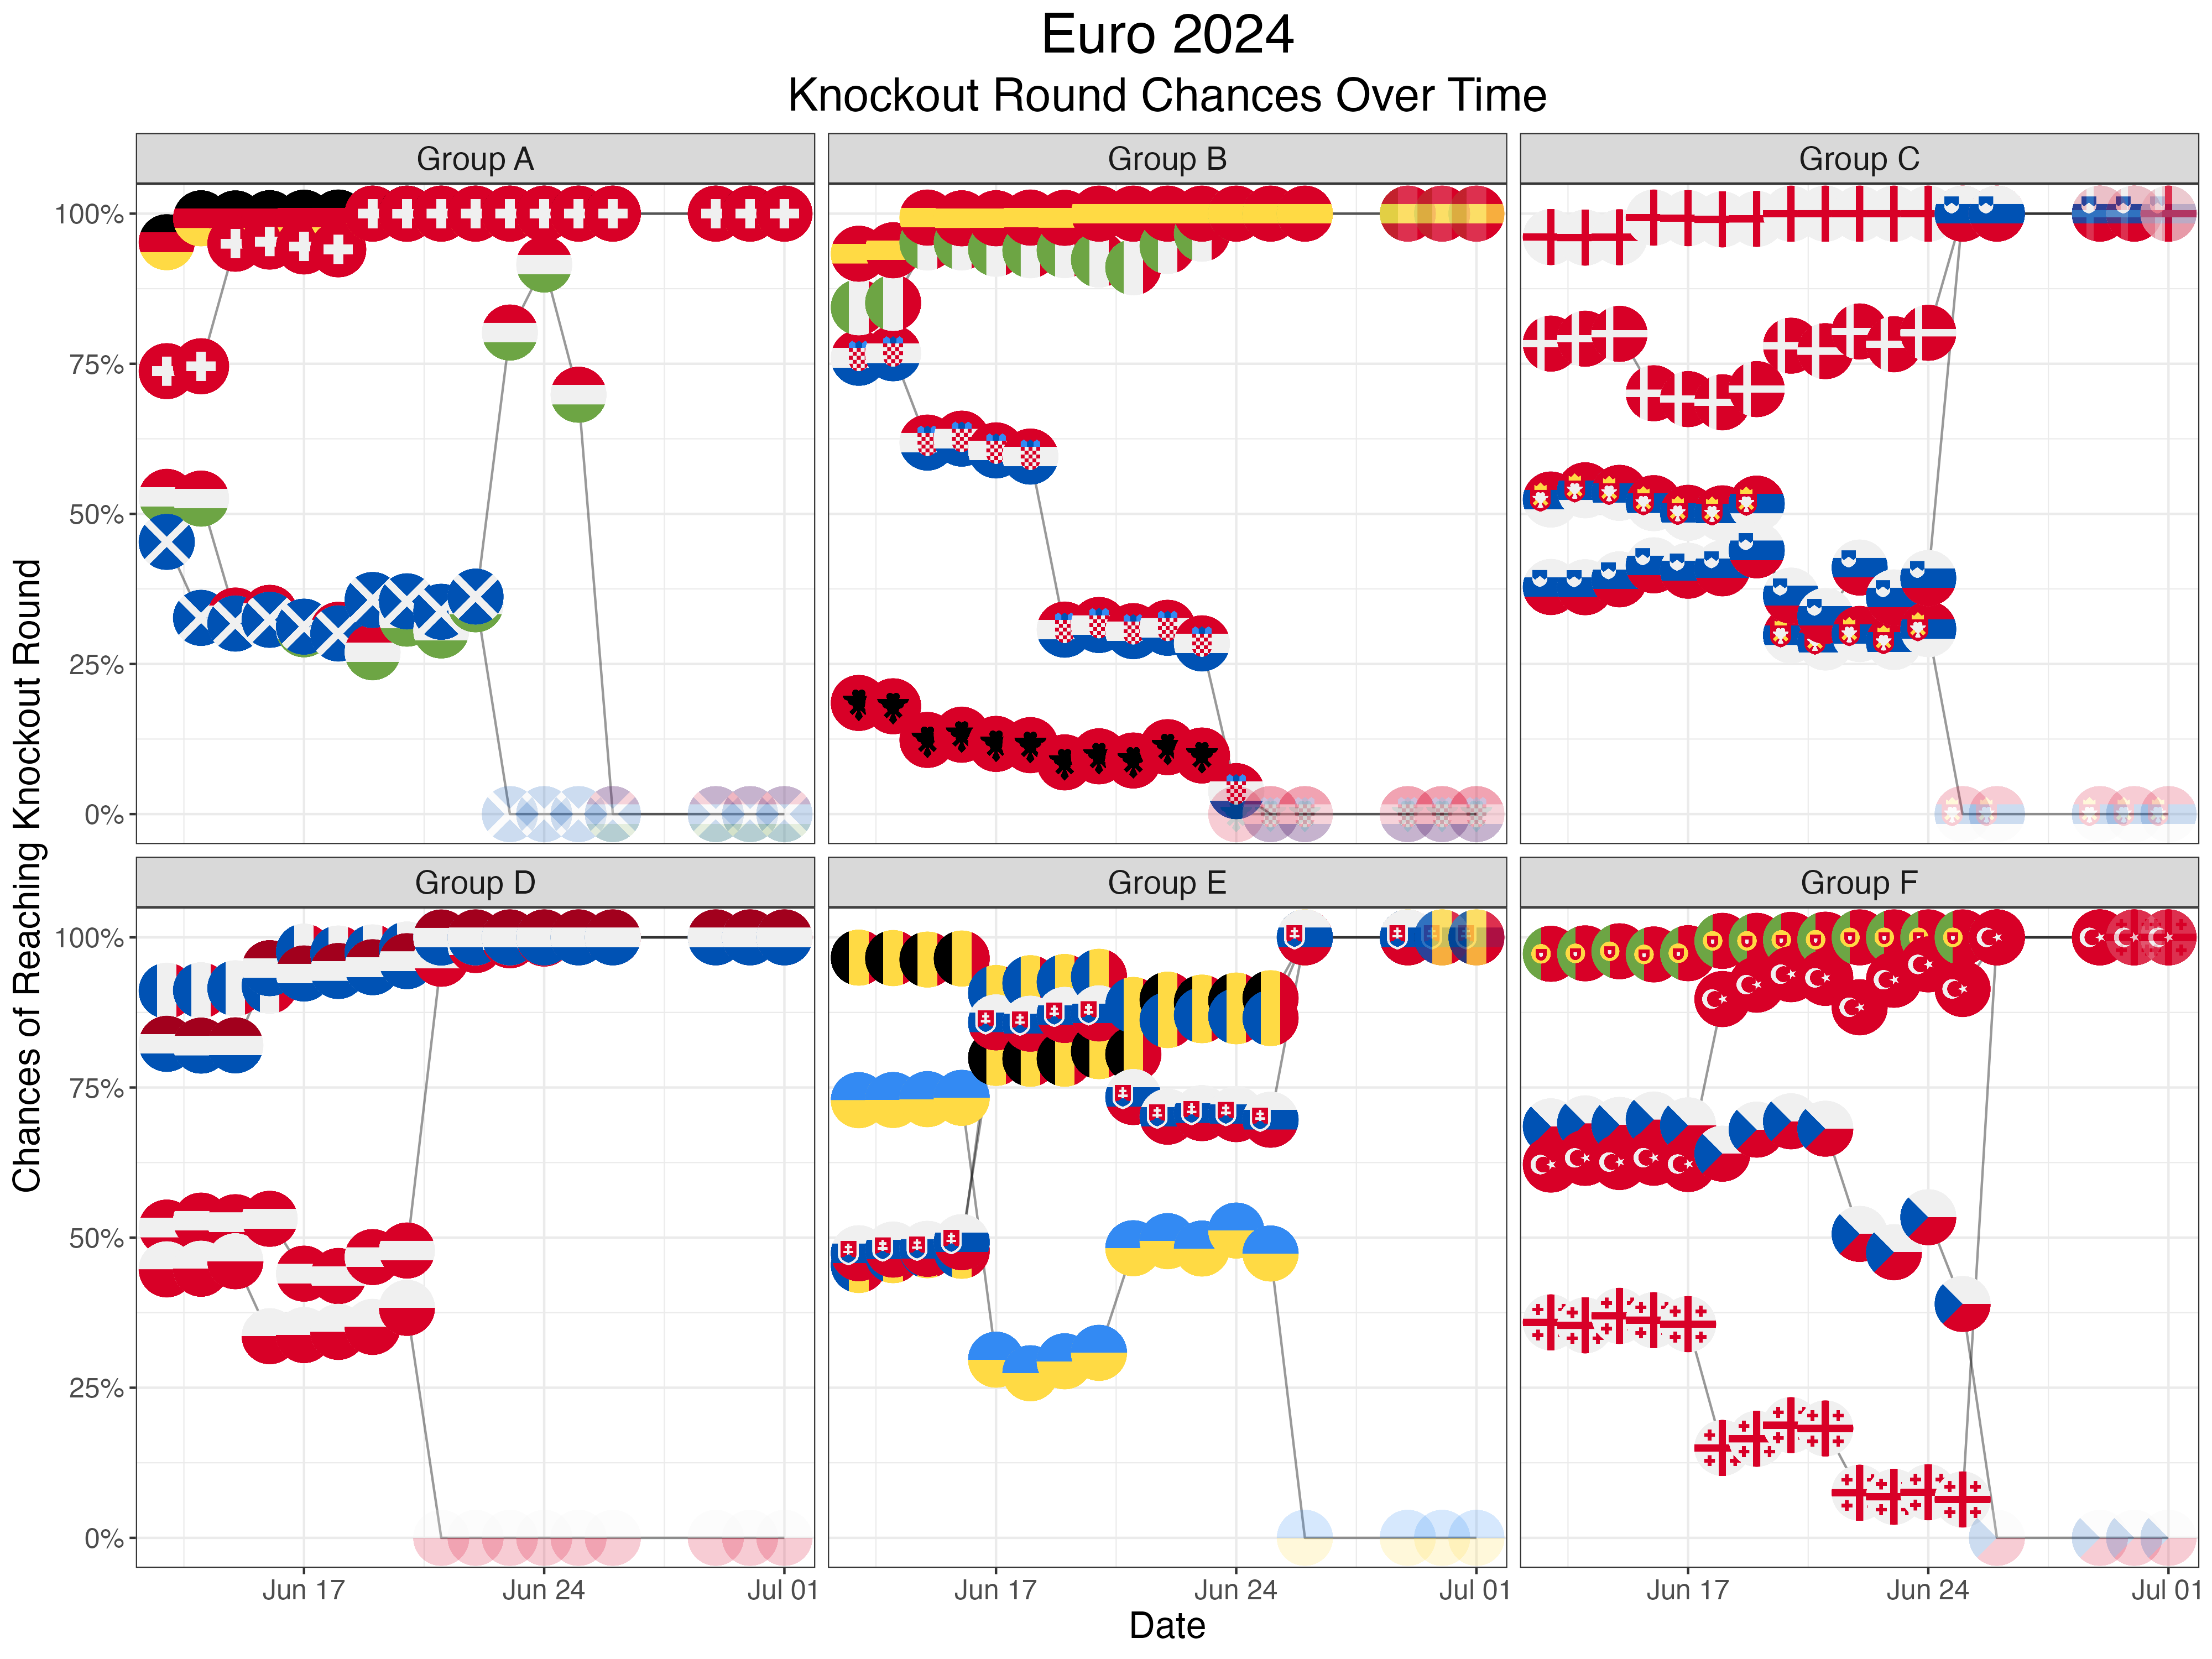 Euro 2024
Knockout Round Chances Over Time
Group A
Group B
Group C
100%
75%
50%
25%
0%
Group D
Group E
Group F
100%
75%
50%
25%
0%
Jun 17
Jun 24
Jul 01
Jun 17
Jun 24
Jul 01
Jun 17
Jun 24
Jul 01
Date
Chances of Reaching Knockout Round